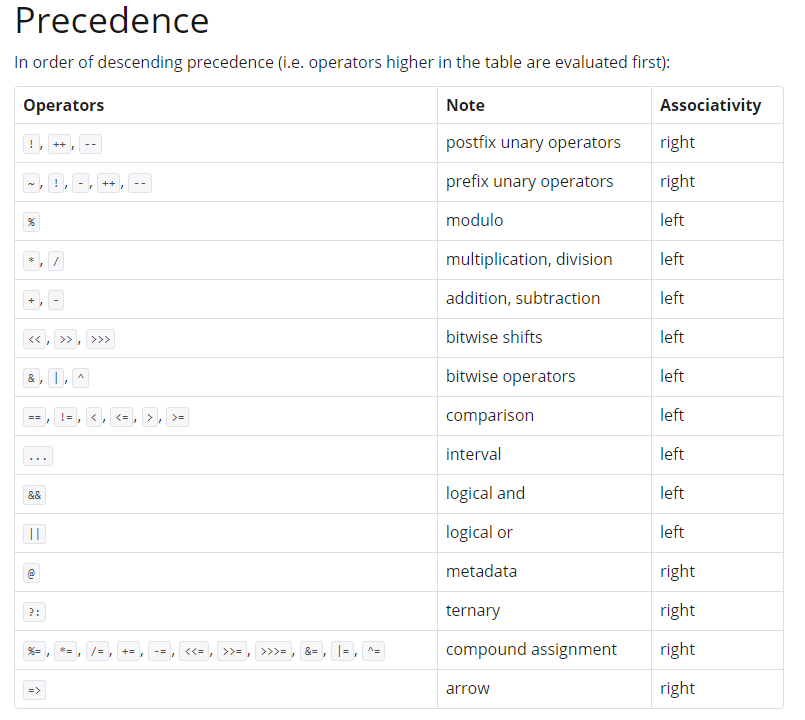 Precedence
In order of descending precedence (i.e. operators higher in the table are evaluated first):
Operators Note Associativity
!, ++, -- postfix unary operators right
~, !, -, ++, -- prefix unary operators right
% modulo left
*, / multiplication, division left
+, - addition, subtraction left
<<, >>, >>> bitwise shifts left
&, |, ^ bitwise operators left
==, !=, <, <=, >, >= comparison left
... interval left
&& logical and left
|| logical or left
@ metadata right
?: ternary right
%=, *=, /=, +=, -=, <<=, >>=, >>>=, &=, |=, ^= compound assignment right
=> arrow right